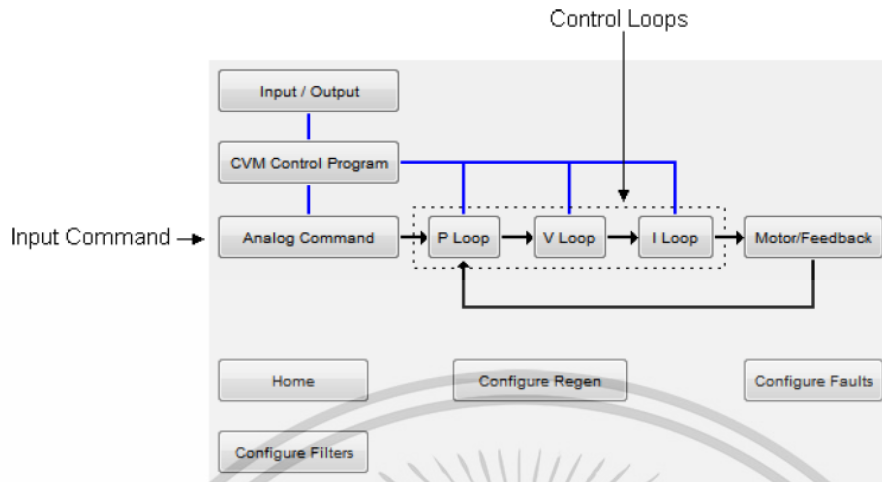 Control Loops
Input / Output
CVM Control Program
Input Command
Analog Command
P Loop
V Loop
I Loop
Motor/Feedback
Home
Configure Regen
Configure Faults
Configure Filters